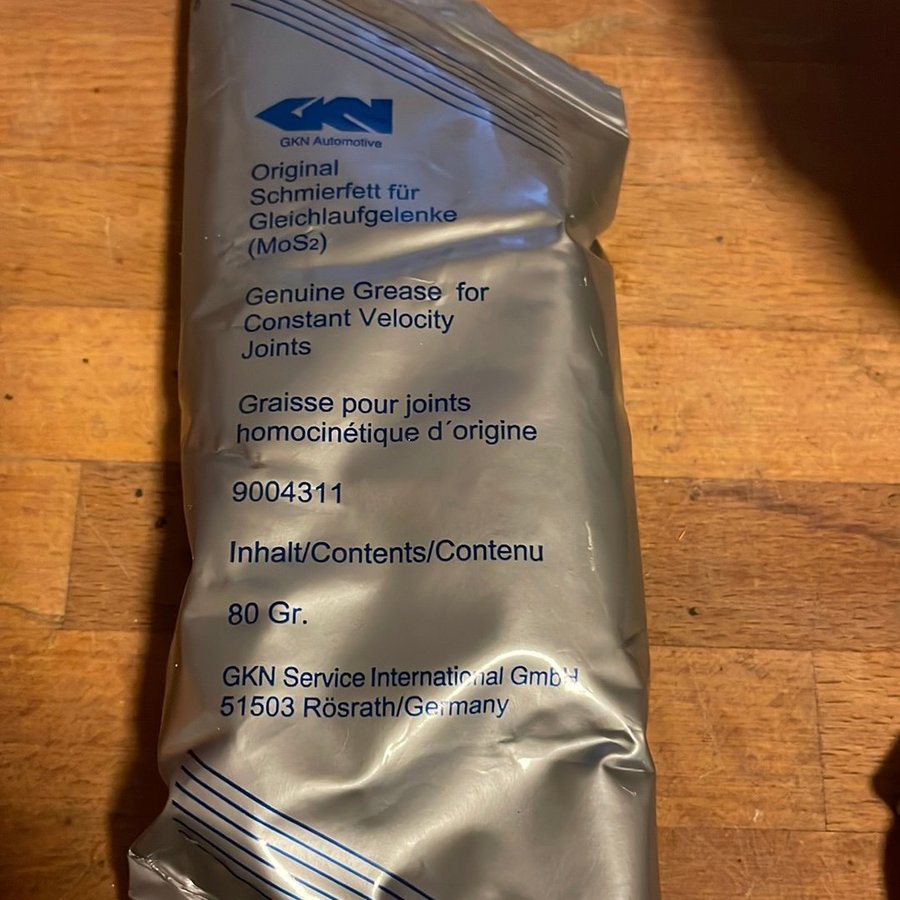 GKN
GKN Automotive
Original
Schmierfett für
Gleichlaufgelenke
(MoS2)
Genuine Grease for
Constant Velocity
Joints
Graisse pour joints
homocinétique d´origine
9004311
Inhalt/Contents/Contenu
80 Gr.
GKN Service International GmbH
51503 Rösrath/Germany